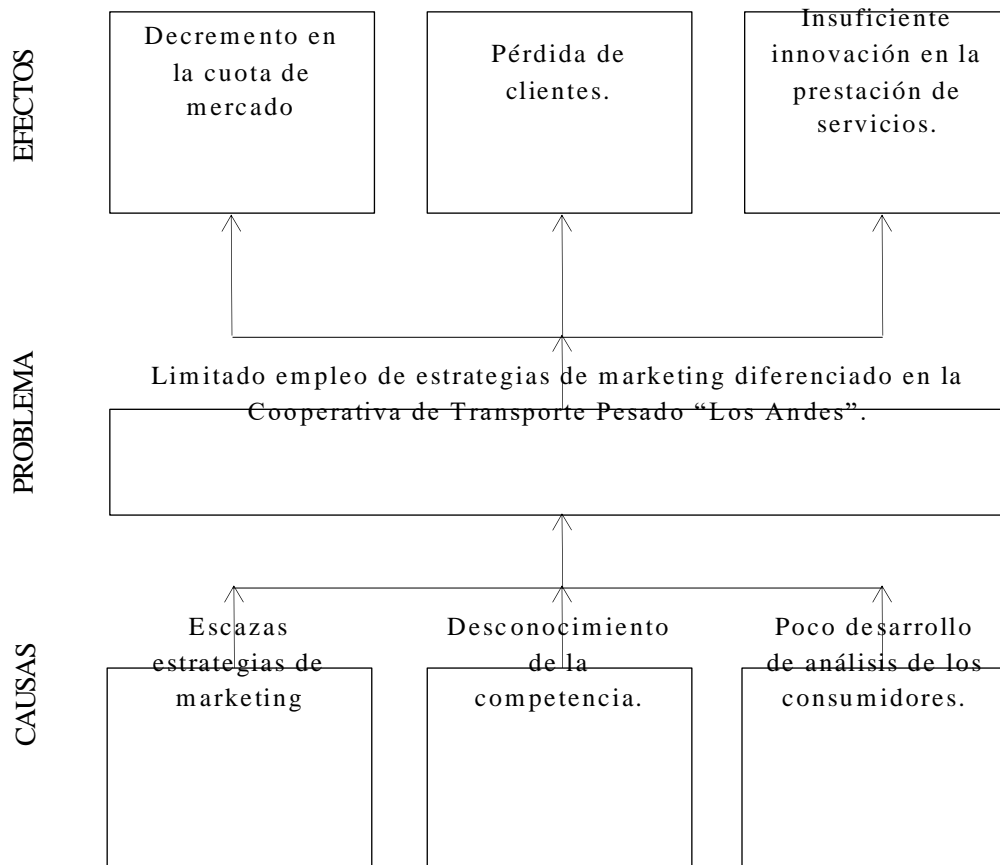 EFECTOS
Decremento en
la cuota de
mercado
Pérdida de
clientes.
Insuficiente
innovación en la
prestación de
servicios.
PROBLEMA
Limitado empleo de estrategias de marketing diferenciado en la
Cooperativa de Transporte Pesado “Los Andes”.
CAUSAS
Escazas
estrategias de
marketing
Desconocimiento
de la
competencia.
Poco desarrollo
de análisis de los
consumidores.